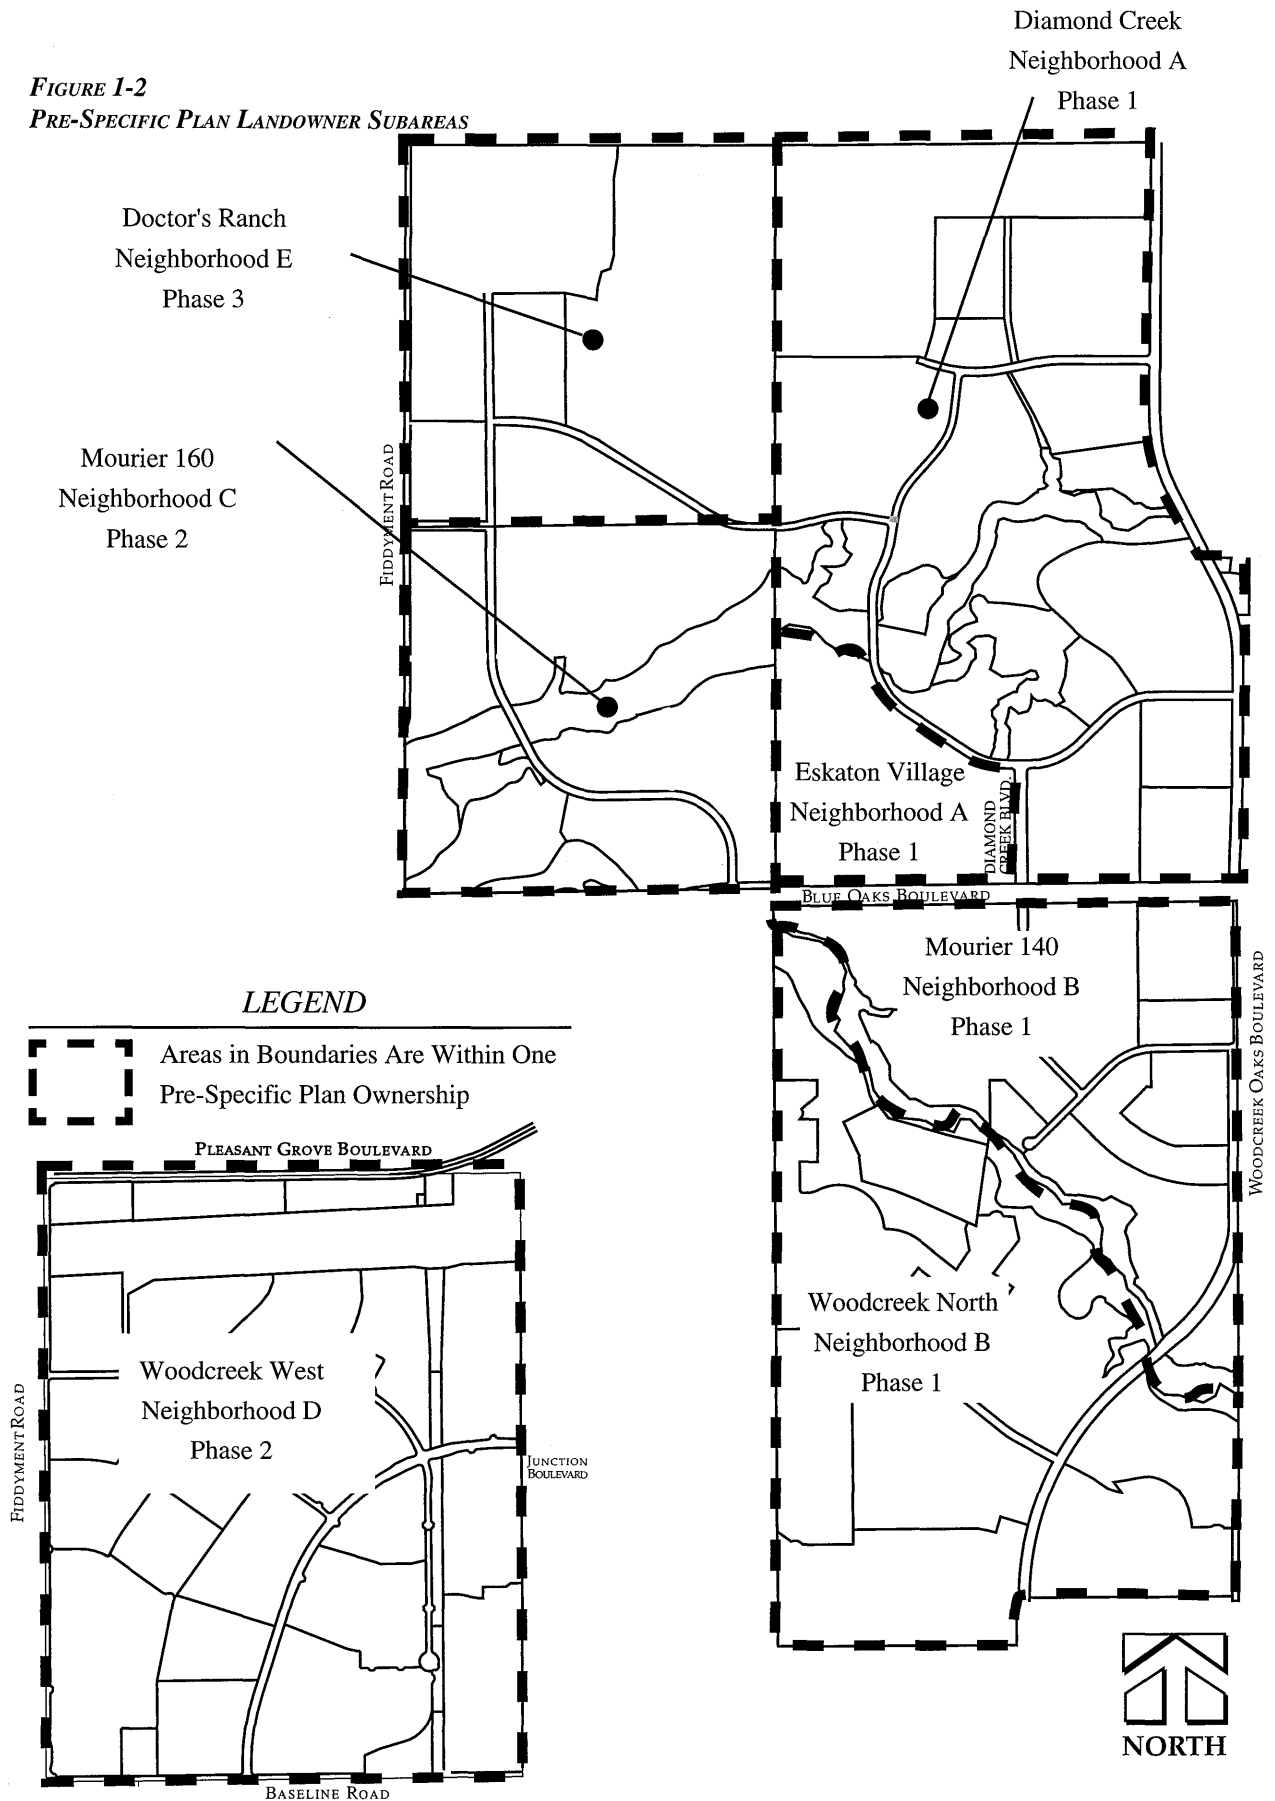 Diamond Creek
Neighborhood A
Phase 1
FIGURE 1-2
PRE-SPECIFIC PLAN LANDOWNER SUBAREAS
Doctor's Ranch
Neighborhood E
Phase 3
Mourier 160
Neighborhood C
Phase 2
FIDDYMENT ROAD
Eskaton Village
Neighborhood A
Phase 1
DIAMOND
CREEK BLVD.
BLUE OAKS BOULEVARD
Mourier 140
Neighborhood B
Phase 1
WOODCREEK OAKS BOULEVARD
LEGEND
Areas in Boundaries Are Within One
Pre-Specific Plan Ownership
PLEASANT GROVE BOULEVARD
Woodcreek North
Neighborhood B
Phase 1
Woodcreek West
Neighborhood D
Phase 2
FIDDYMENT ROAD
JUNCTION
BOULEVARD
BASELINE ROAD
NORTH